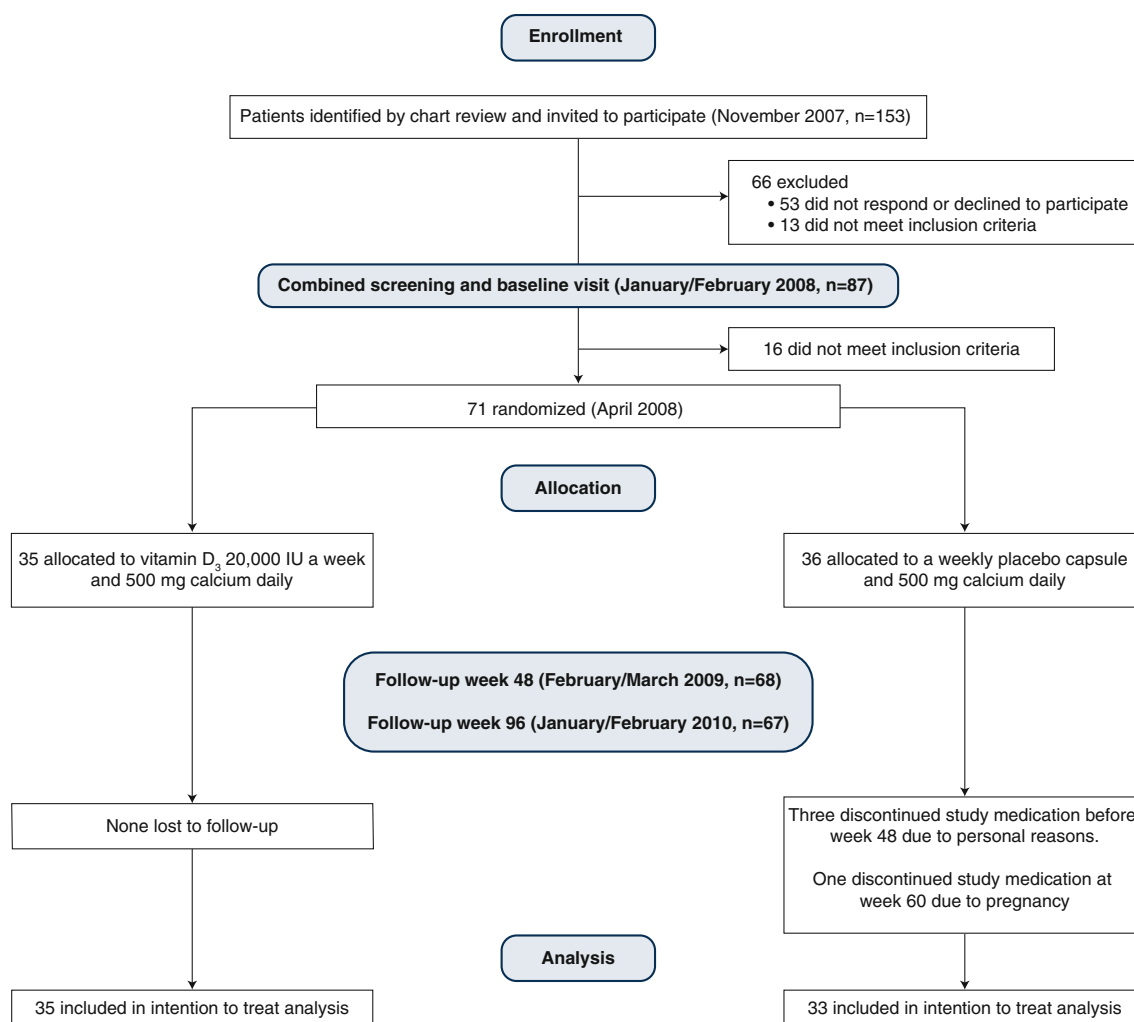 Enrollment
Patients identified by chart review and invited to participate (November 2007, n=153)
66 excluded
• 53 did not respond or declined to participate
• 13 did not meet inclusion criteria
Combined screening and baseline visit (January/February 2008, n=87)
16 did not meet inclusion criteria
71 randomized (April 2008)
Allocation
35 allocated to vitamin D₃ 20,000 IU a week
and 500 mg calcium daily
36 allocated to a weekly placebo capsule
and 500 mg calcium daily
Follow-up week 48 (February/March 2009, n=68)
Follow-up week 96 (January/February 2010, n=67)
None lost to follow-up
Three discontinued study medication before
week 48 due to personal reasons.
One discontinued study medication at
week 60 due to pregnancy
Analysis
35 included in intention to treat analysis
33 included in intention to treat analysis